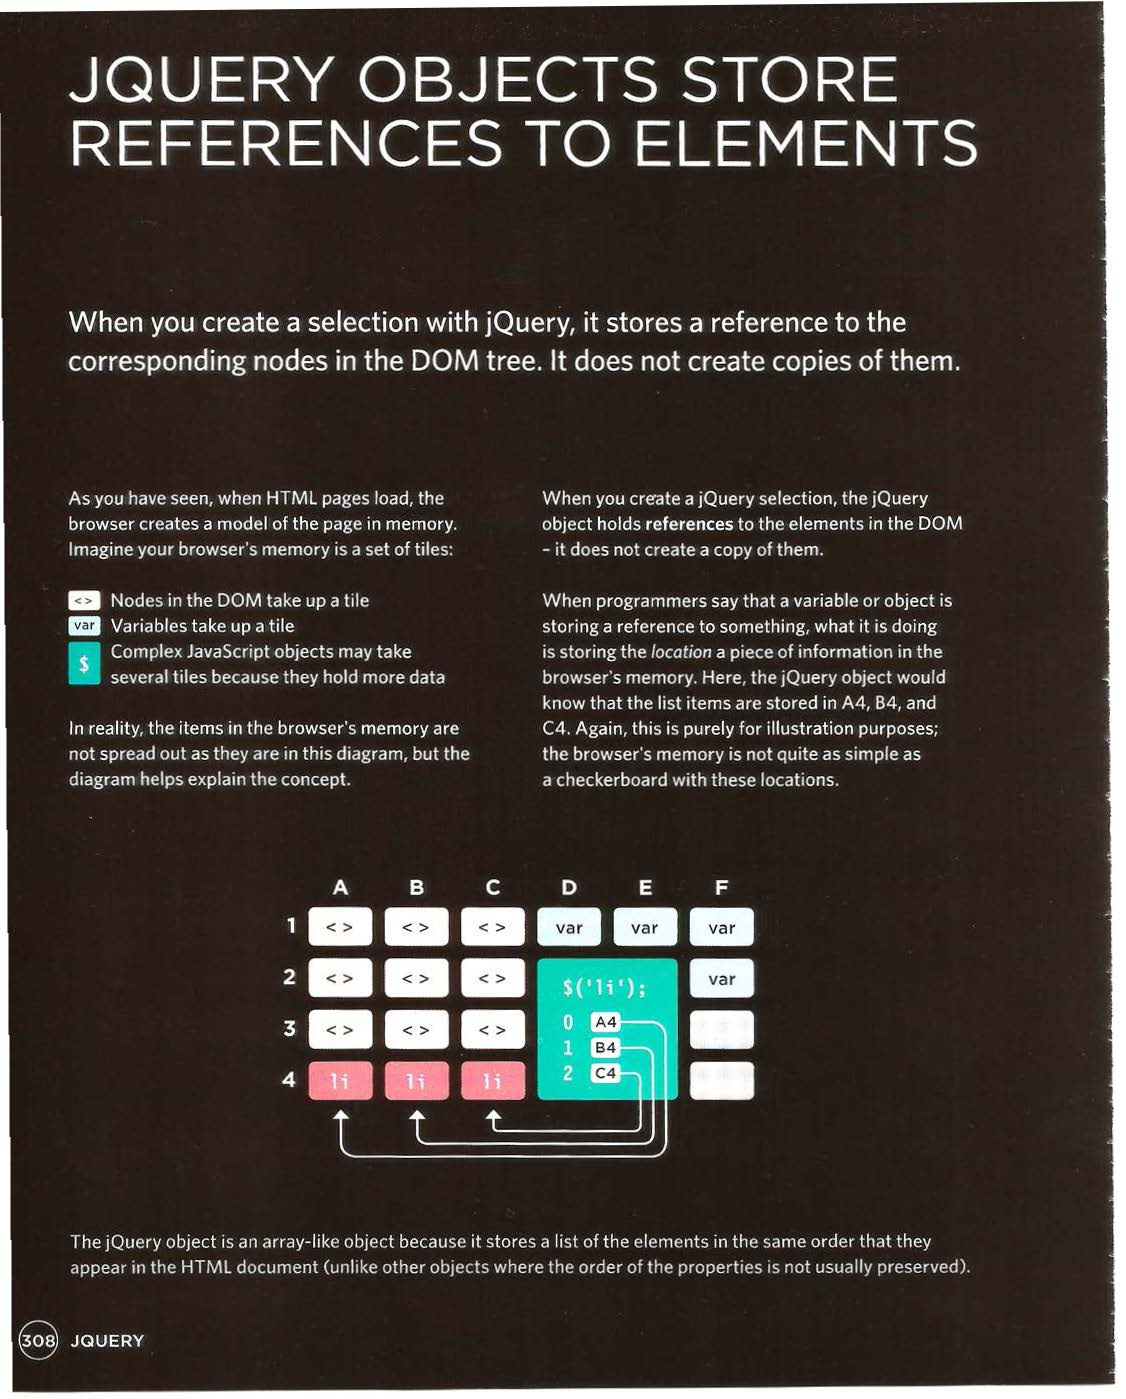 JQUERY OBJECTS STORE
REFERENCES TO ELEMENTS
When you create a selection with jQuery, it stores a reference to the
corresponding nodes in the DOM tree. It does not create copies of them.
As you have seen, when HTML pages load, the
browser creates a model of the page in memory.
Imagine your browser's memory is a set of tiles:
<> Nodes in the DOM take up a tile
var Variables take up a tile
$ Complex JavaScript objects may take
several tiles because they hold more data
In reality, the items in the browser's memory are
not spread out as they are in this diagram, but the
diagram helps explain the concept.
When you create a jQuery selection, the jQuery
object holds references to the elements in the DOM
– it does not create a copy of them.
When programmers say that a variable or object is
storing a reference to something, what it is doing
is storing the location a piece of information in the
browser's memory. Here, the jQuery object would
know that the list items are stored in A4, B4, and
C4. Again, this is purely for illustration purposes;
the browser's memory is not quite as simple as
a checkerboard with these locations.
A B C D E F
1 <> <> <> var var var
2 <> <> <> $('li'); var
3 <> <> <> 0 A4
1 B4
4 li li li 2 C4
The jQuery object is an array-like object because it stores a list of the elements in the same order that they
appear in the HTML document (unlike other objects where the order of the properties is not usually preserved).
308 JQUERY